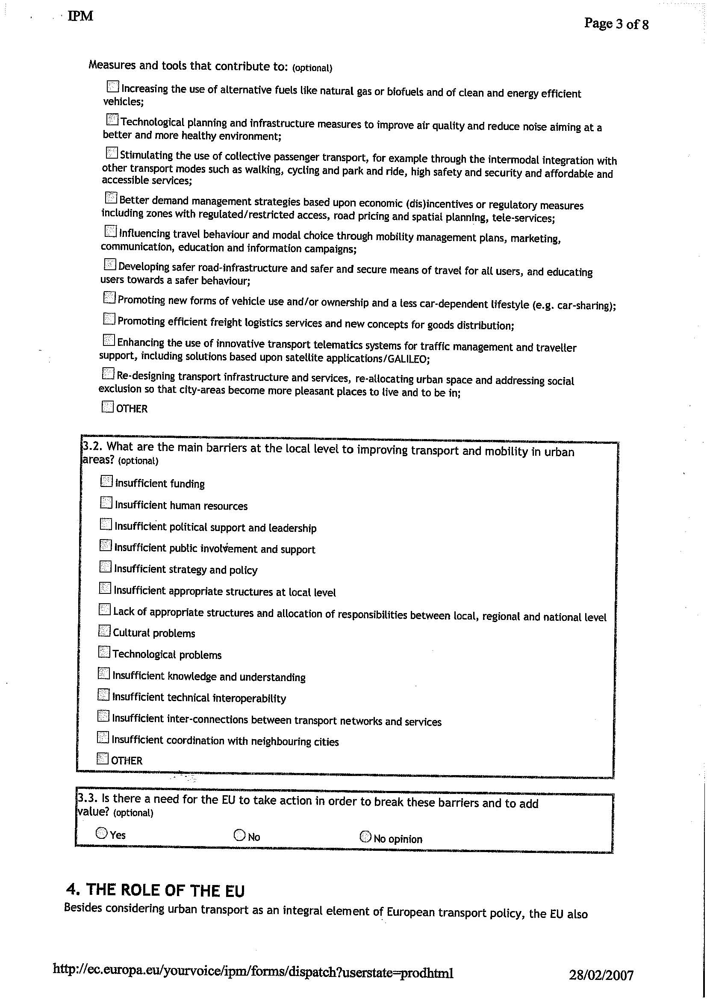 IPM
Page 3 of 8
Measures and tools that contribute to: (optional)
Increasing the use of alternative fuels like natural gas or biofuels and of clean and energy efficient
vehicles;
Technological planning and infrastructure measures to improve air quality and reduce noise aiming at a
better and more healthy environment;
Stimulating the use of collective passenger transport, for example through the intermodal integration with
other transport modes such as walking, cycling and park and ride, high safety and security and affordable and
accessible services;
Better demand management strategies based upon economic (dis)incentives or regulatory measures
including zones with regulated/restricted access, road pricing and spatial planning, tele-services;
Influencing travel behaviour and modal choice through mobility management plans, marketing,
communication, education and information campaigns;
Developing safer road-infrastructure and safer and secure means of travel for all users, and educating
users towards a safer behaviour;
Promoting new forms of vehicle use and/or ownership and a less car-dependent lifestyle (e.g. car-sharing);
Promoting efficient freight logistics services and new concepts for goods distribution;
Enhancing the use of innovative transport telematics systems for traffic management and traveller
support, including solutions based upon satellite applications/GALILEO;
Re-designing transport infrastructure and services, re-allocating urban space and addressing social
exclusion so that city-areas become more pleasant places to live and to be in;
OTHER
3.2. What are the main barriers at the local level to improving transport and mobility in urban
areas? (optional)
Insufficient funding
Insufficient human resources
Insufficient political support and leadership
Insufficient public involvement and support
Insufficient strategy and policy
Insufficient appropriate structures at local level
Lack of appropriate structures and allocation of responsibilities between local, regional and national level
Cultural problems
Technological problems
Insufficient knowledge and understanding
Insufficient technical interoperability
Insufficient inter-connections between transport networks and services
Insufficient coordination with neighbouring cities
OTHER
3.3. Is there a need for the EU to take action in order to break these barriers and to add
value? (optional)
Yes No No opinion
4. THE ROLE OF THE EU
Besides considering urban transport as an integral element of European transport policy, the EU also
http://ec.europa.eu/yourvoice/ipm/forms/dispatch?userstate=prodhtml
28/02/2007